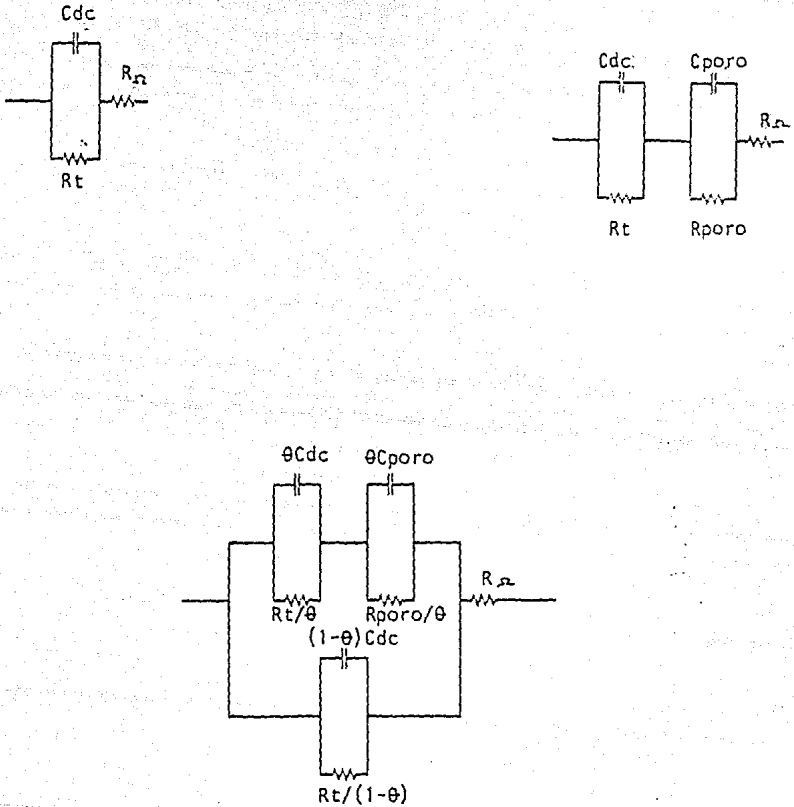 Cdc
RΩ
Rt
Cdc Cporo
RΩ
Rt Rporo
θCdc θCporo
RΩ
Rt/θ Rporo/θ
(1-θ)Cdc
Rt/(1-θ)